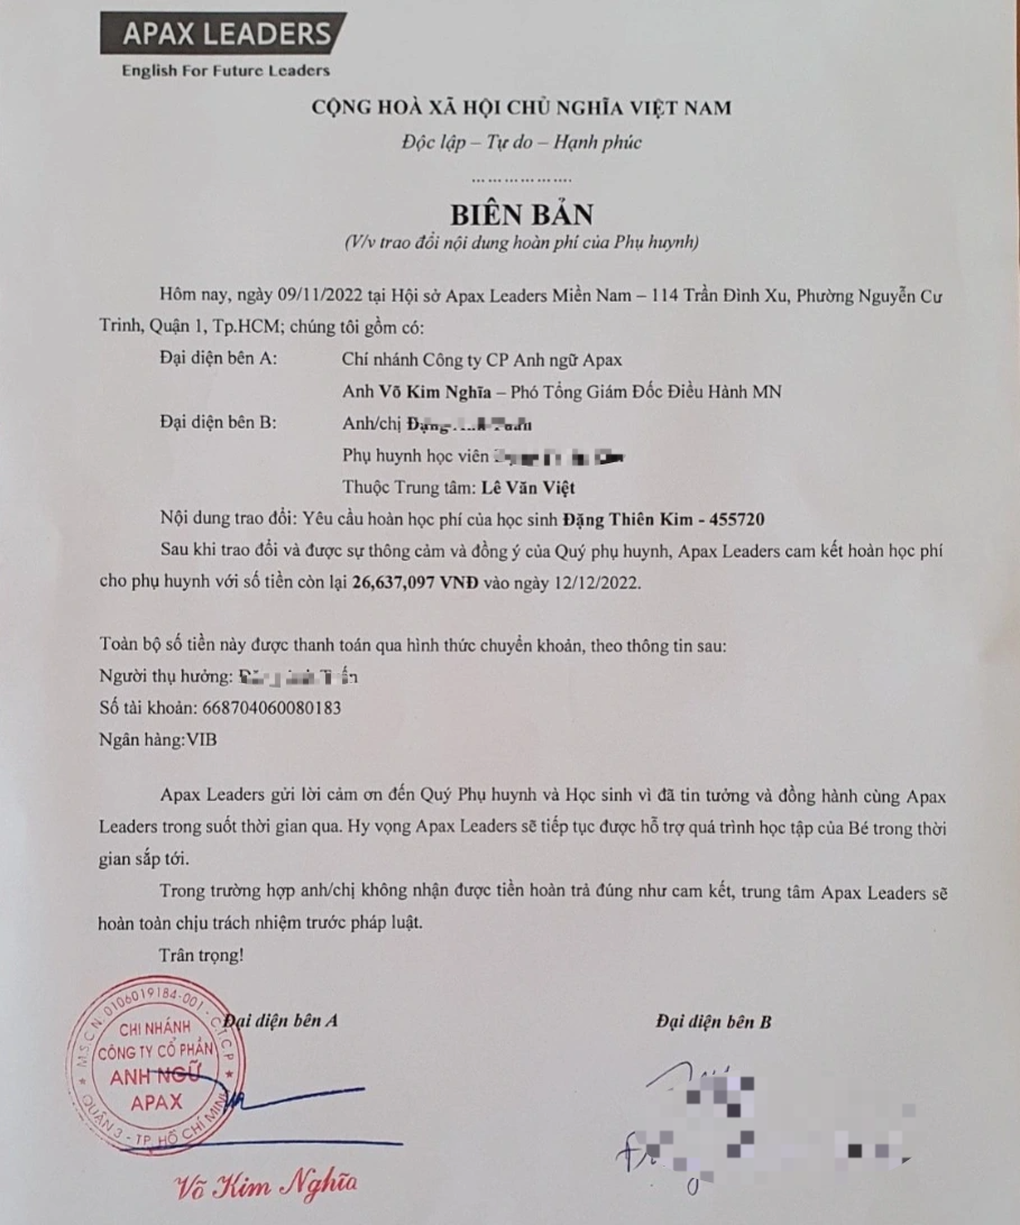 APAX LEADERS
English For Future Leaders
CỘNG HOÀ XÃ HỘI CHỦ NGHĨA VIỆT NAM
Độc lập – Tự do – Hạnh phúc
………………
BIÊN BẢN
(V/v trao đổi nội dung hoàn phí của Phụ huynh)
Hôm nay, ngày 09/11/2022 tại Hội sở Apax Leaders Miền Nam – 114 Trần Đình Xu, Phường Nguyễn Cư
Trinh, Quận 1, Tp.HCM; chúng tôi gồm có:
Đại diện bên A: Chí nhánh Công ty CP Anh ngữ Apax
Anh Võ Kim Nghĩa – Phó Tổng Giám Đốc Điều Hành MN
Đại diện bên B: Anh/chị
Phụ huynh học viên
Thuộc Trung tâm: Lê Văn Việt
Nội dung trao đổi: Yêu cầu hoàn học phí của học sinh Đặng Thiên Kim - 455720
Sau khi trao đổi và được sự thông cảm và đồng ý của Quý phụ huynh, Apax Leaders cam kết hoàn học phí
cho phụ huynh với số tiền còn lại 26,637,097 VNĐ vào ngày 12/12/2022.
Toàn bộ số tiền này được thanh toán qua hình thức chuyển khoản, theo thông tin sau:
Người thụ hưởng:
Số tài khoản: 668704060080183
Ngân hàng:VIB
Apax Leaders gửi lời cảm ơn đến Quý Phụ huynh và Học sinh vì đã tin tưởng và đồng hành cùng Apax
Leaders trong suốt thời gian qua. Hy vọng Apax Leaders sẽ tiếp tục được hỗ trợ quá trình học tập của Bé trong thời
gian sắp tới.
Trong trường hợp anh/chị không nhận được tiền hoàn trả đúng như cam kết, trung tâm Apax Leaders sẽ
hoàn toàn chịu trách nhiệm trước pháp luật.
Trân trọng!
Đại diện bên A Đại diện bên B
M.S.C.N: 0106019184-001 - C.T.C.P
CHI NHÁNH
CÔNG TY CỔ PHẦN
ANH NGỮ
APAX
QUẬN 3 - TP. HỒ CHÍ MINH
Võ Kim Nghĩa